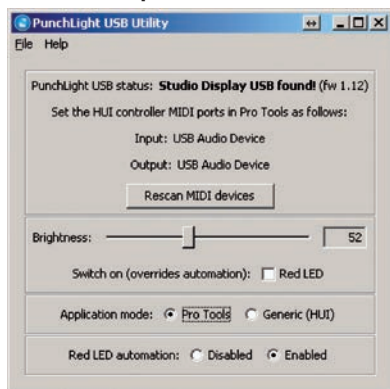 PunchLight USB Utility
File Help
PunchLight USB status: Studio Display USB found! (fw 1.12)
Set the HUI controller MIDI ports in Pro Tools as follows:
Input: USB Audio Device
Output: USB Audio Device
Rescan MIDI devices
Brightness: 52
Switch on (overrides automation): Red LED
Application mode: Pro Tools Generic (HUI)
Red LED automation: Disabled Enabled